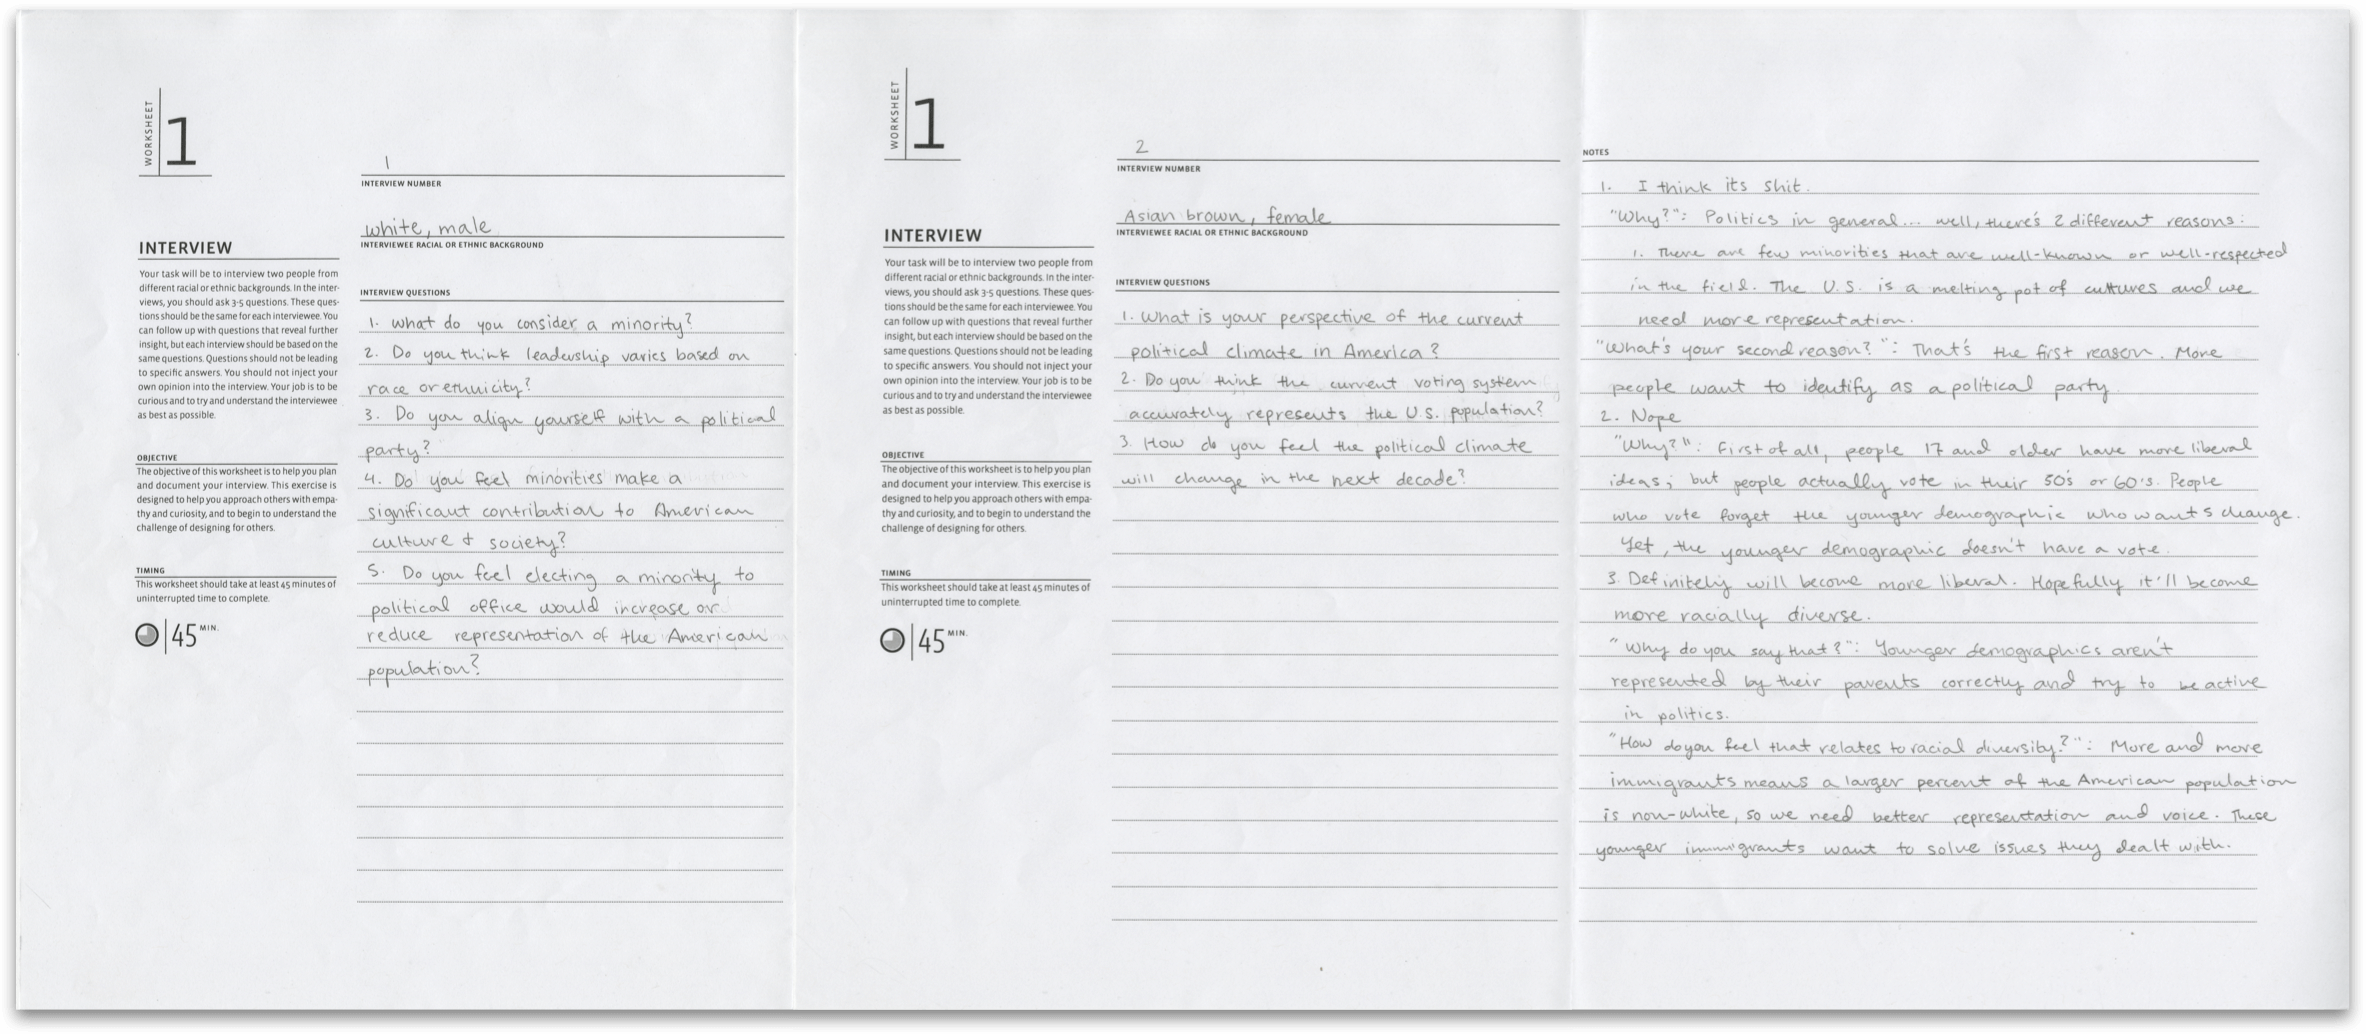 WORKSHEET
1
1
INTERVIEW NUMBER
white, male
INTERVIEWEE RACIAL OR ETHNIC BACKGROUND
INTERVIEW
Your task will be to interview two people from
different racial or ethnic backgrounds. In the inter-
views, you should ask 3-5 questions. These ques-
tions should be the same for each interviewee. You
can follow up with questions that reveal further
insight, but each interview should be based on the
same questions. Questions should not be leading
to specific answers. You should not inject your
own opinion into the interview. Your job is to be
curious and to try and understand the interviewee
as best as possible.
OBJECTIVE
The objective of this worksheet is to help you plan
and document your interview. This exercise is
designed to help you approach others with empa-
thy and curiosity, and to begin to understand the
challenge of designing for others.
TIMING
This worksheet should take at least 45 minutes of
uninterrupted time to complete.
45 MIN.
INTERVIEW QUESTIONS
1. What do you consider a minority?
2. Do you think leadership varies based on
race or ethnicity?
3. Do you align yourself with a political
party?
4. Do you feel minorities make a
significant contribution to American
culture & society?
5. Do you feel electing a minority to
political office would increase or
reduce representation of the American
population?
WORKSHEET
1
2
INTERVIEW NUMBER
Asian brown, female
INTERVIEWEE RACIAL OR ETHNIC BACKGROUND
INTERVIEW
Your task will be to interview two people from
different racial or ethnic backgrounds. In the inter-
views, you should ask 3-5 questions. These ques-
tions should be the same for each interviewee. You
can follow up with questions that reveal further
insight, but each interview should be based on the
same questions. Questions should not be leading
to specific answers. You should not inject your
own opinion into the interview. Your job is to be
curious and to try and understand the interviewee
as best as possible.
OBJECTIVE
The objective of this worksheet is to help you plan
and document your interview. This exercise is
designed to help you approach others with empa-
thy and curiosity, and to begin to understand the
challenge of designing for others.
TIMING
This worksheet should take at least 45 minutes of
uninterrupted time to complete.
45 MIN.
INTERVIEW QUESTIONS
1. What is your perspective of the current
political climate in America?
2. Do you think the current voting system
accurately represents the U.S. population?
3. How do you feel the political climate
will change in the next decade?
NOTES
1. I think its shit.
"Why?": Politics in general... well, there's 2 different reasons:
1. There are few minorities that are well-known or well-respected
in the field. The U.S. is a melting pot of cultures and we
need more representation.
"What's your second reason?": That's the first reason. More
people want to identify as a political party.
2. Nope
"Why?": First of all, people 17 and older have more liberal
ideas; but people actually vote in their 50's or 60's. People
who vote forget the younger demographic who wants change.
Yet, the younger demographic doesn't have a vote.
3. Definitely will become more liberal. Hopefully it'll become
more racially diverse.
"Why do you say that?": Younger demographics aren't
represented by their parents correctly and try to be active
in politics.
"How do you feel that relates to racial diversity?": More and more
immigrants means a larger percent of the American population
is non-white, so we need better representation and voice. These
younger immigrants want to solve issues they dealt with.